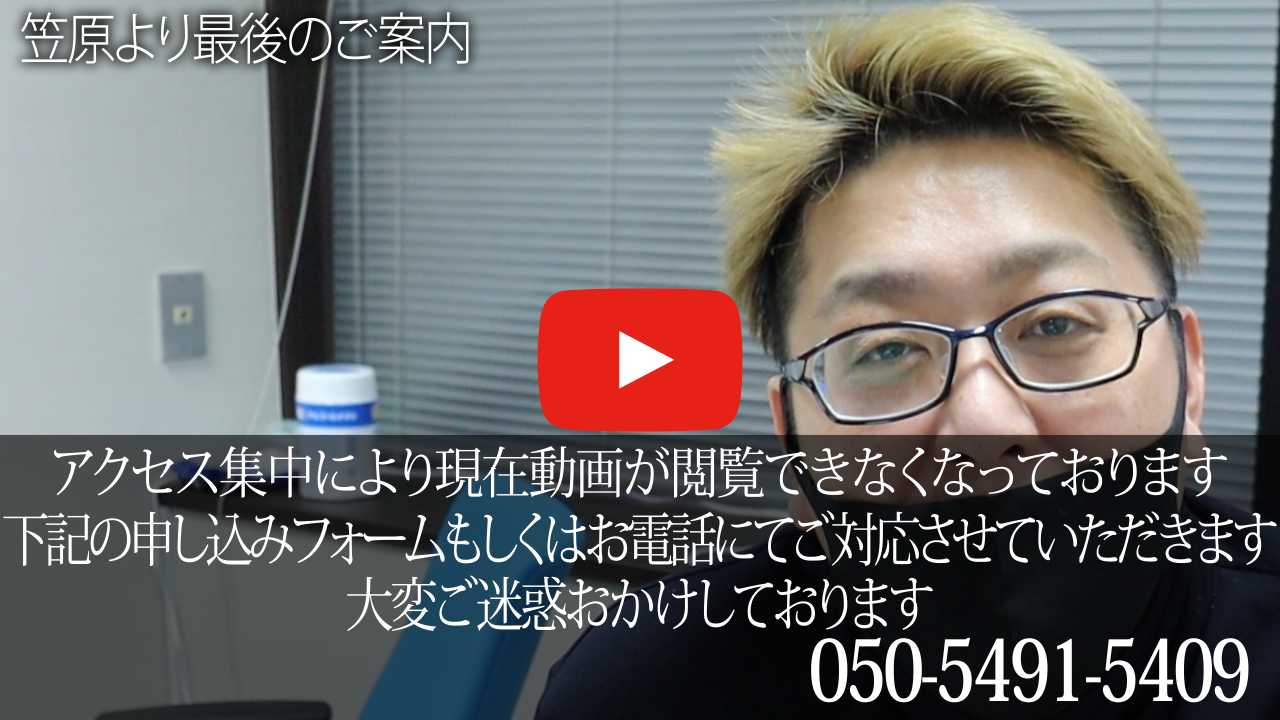 笠原より最後のご案内
アクセス集中により現在動画が閲覧できなくなっております
下記の申し込みフォームもしくはお電話にてご対応させていただきます
大変ご迷惑おかけしております
050-5491-5409